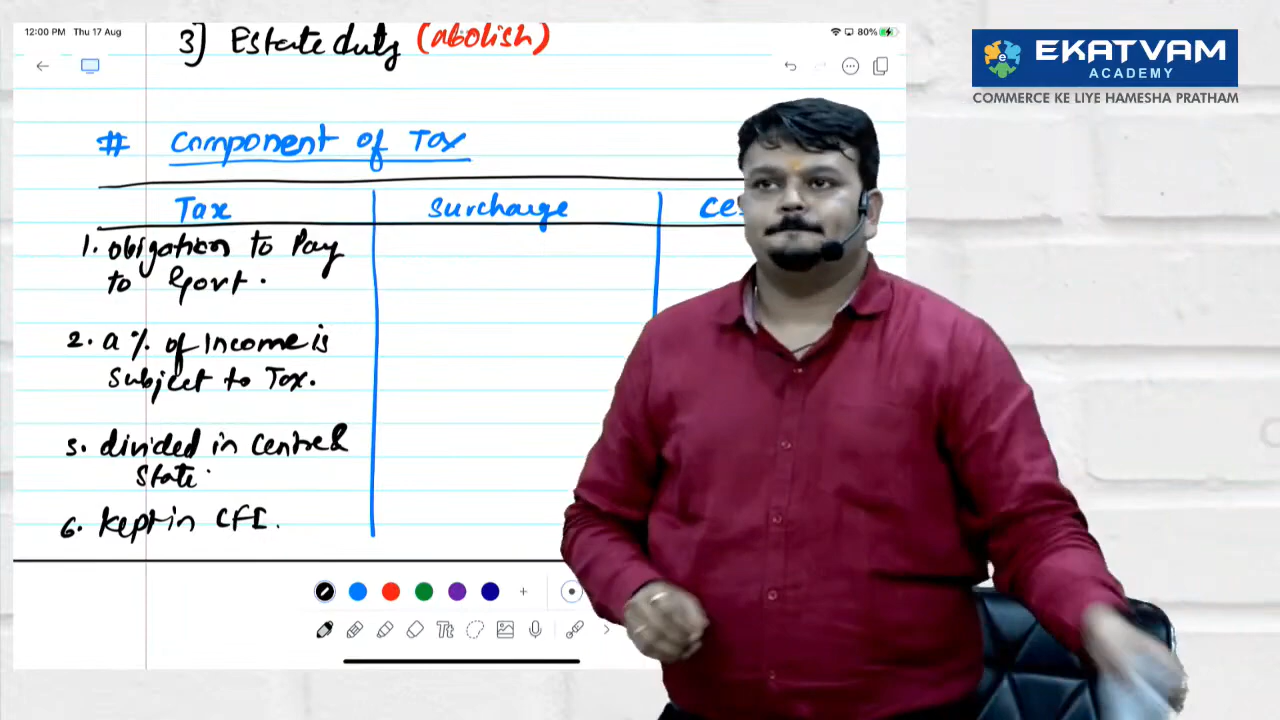 12:00 PM Thu 17 Aug
80%
3) Estate duty (abolish)
# Component of Tax
Tax Surcharge
1. obigation to Pay
to Govt.
2. a % of Income is
Subject to Tax.
5. divided in Centre &
State.
6. Kept in CFI.
Tt
EKATVAM
ACADEMY
COMMERCE KE LIYE HAMESHA PRATHAM